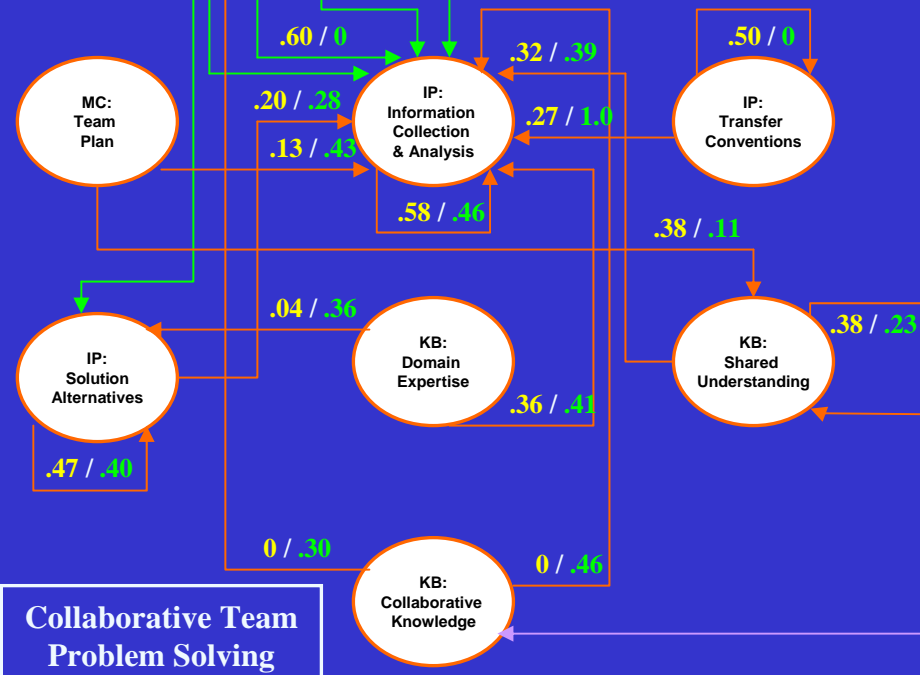 .60 / 0
.32 / .39
.50 / 0
MC:
Team
Plan
.20 / .28
IP:
Information
Collection
& Analysis
.27 / 1.0
IP:
Transfer
Conventions
.13 / .43
.58 / .46
.38 / .11
.04 / .36
.38 / .23
IP:
Solution
Alternatives
KB:
Domain
Expertise
KB:
Shared
Understanding
.36 / .41
.47 / .40
0 / .30
0 / .46
KB:
Collaborative
Knowledge
Collaborative Team
Problem Solving